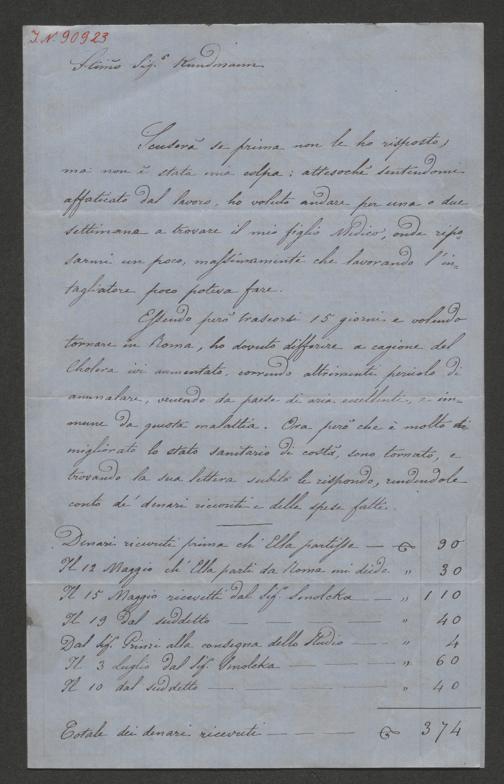 I.N. 90923
Illmo Sig.r Kundmann
Scuserà se prima non le ho risposto,
ma non è stata mia colpa: attesochè sentendomi
affaticato dal lavoro, ho voluto andare per una o due
settimana a trovare il mio figlio Medico, onde ripo-
sarmi un poco, massimamente che lavorando l'in-
tagliatore poco poteva fare.
Essendo però trascorsi 15 giorni e volendo
tornare in Roma, ho dovuto differire a cagione del
Cholera ivi aumentato, correndo altrimenti pericolo di
ammalare, venendo da paese di aria eccellente, e im-
mune da questa malattia. Ora però che è molto
migliorato lo stato sanitario di costà, sono tornato, e
trovando la sua lettera subito le rispondo, rendendole
conto de' denari ricevuti e delle spese fatte.
Denari ricevuti prima ch' Ella partisse — 90
Il 12 Maggio ch' Ella partì da Roma mi diede „ 30
Il 15 Maggio ricevetti dal Sig. Smolcka — „ 110
Il 19 dal suddetto — — — — „ 40
Dal Sig. Prinzi alla consegna dello Studio — „ 4
Il 3 Luglio dal Sig. Smolcka — — — „ 60
Il 10 dal suddetto — — — — „ 40
Totale dei denari ricevuti — — — 374